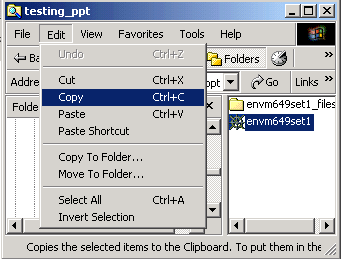 testing_ppt
File Edit View Favorites Tools Help
Ba Folders
Addre ppt Go Links »
Folde
Undo Ctrl+Z
Cut Ctrl+X
Copy Ctrl+C
Paste Ctrl+V
Paste Shortcut
Copy To Folder...
Move To Folder...
Select All Ctrl+A
Invert Selection
envm649set1_files
envm649set1
Copies the selected items to the Clipboard. To put them in the